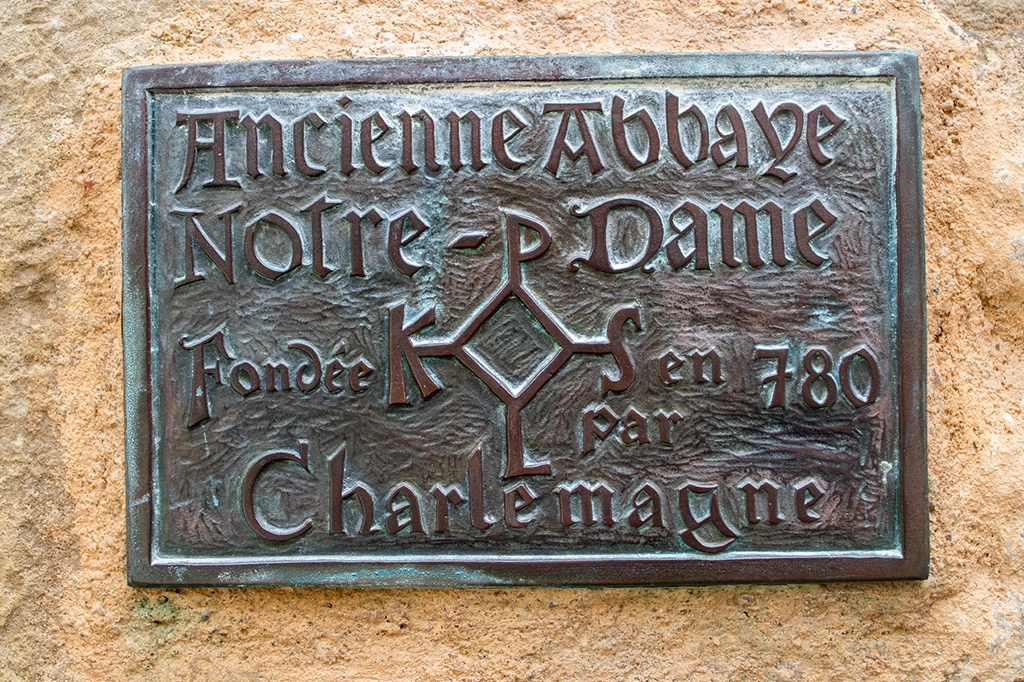 Ancienne Abbaye
Notre-Dame
Fondée en 780
par
Charlemagne
K P S L